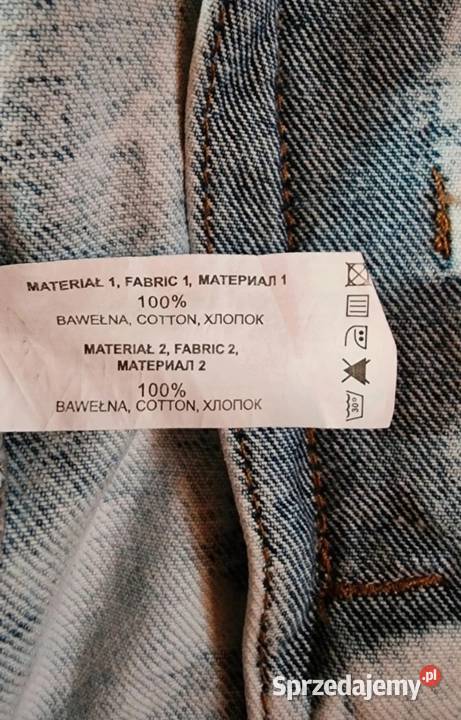 MATERIAŁ 1, FABRIC 1, МАТЕРИАЛ 1
100%
BAWEŁNA, COTTON, ХЛОПОК
MATERIAŁ 2, FABRIC 2,
МАТЕРИАЛ 2
100%
BAWEŁNA, COTTON, ХЛОПОК
30°
Sprzedajemy.pl